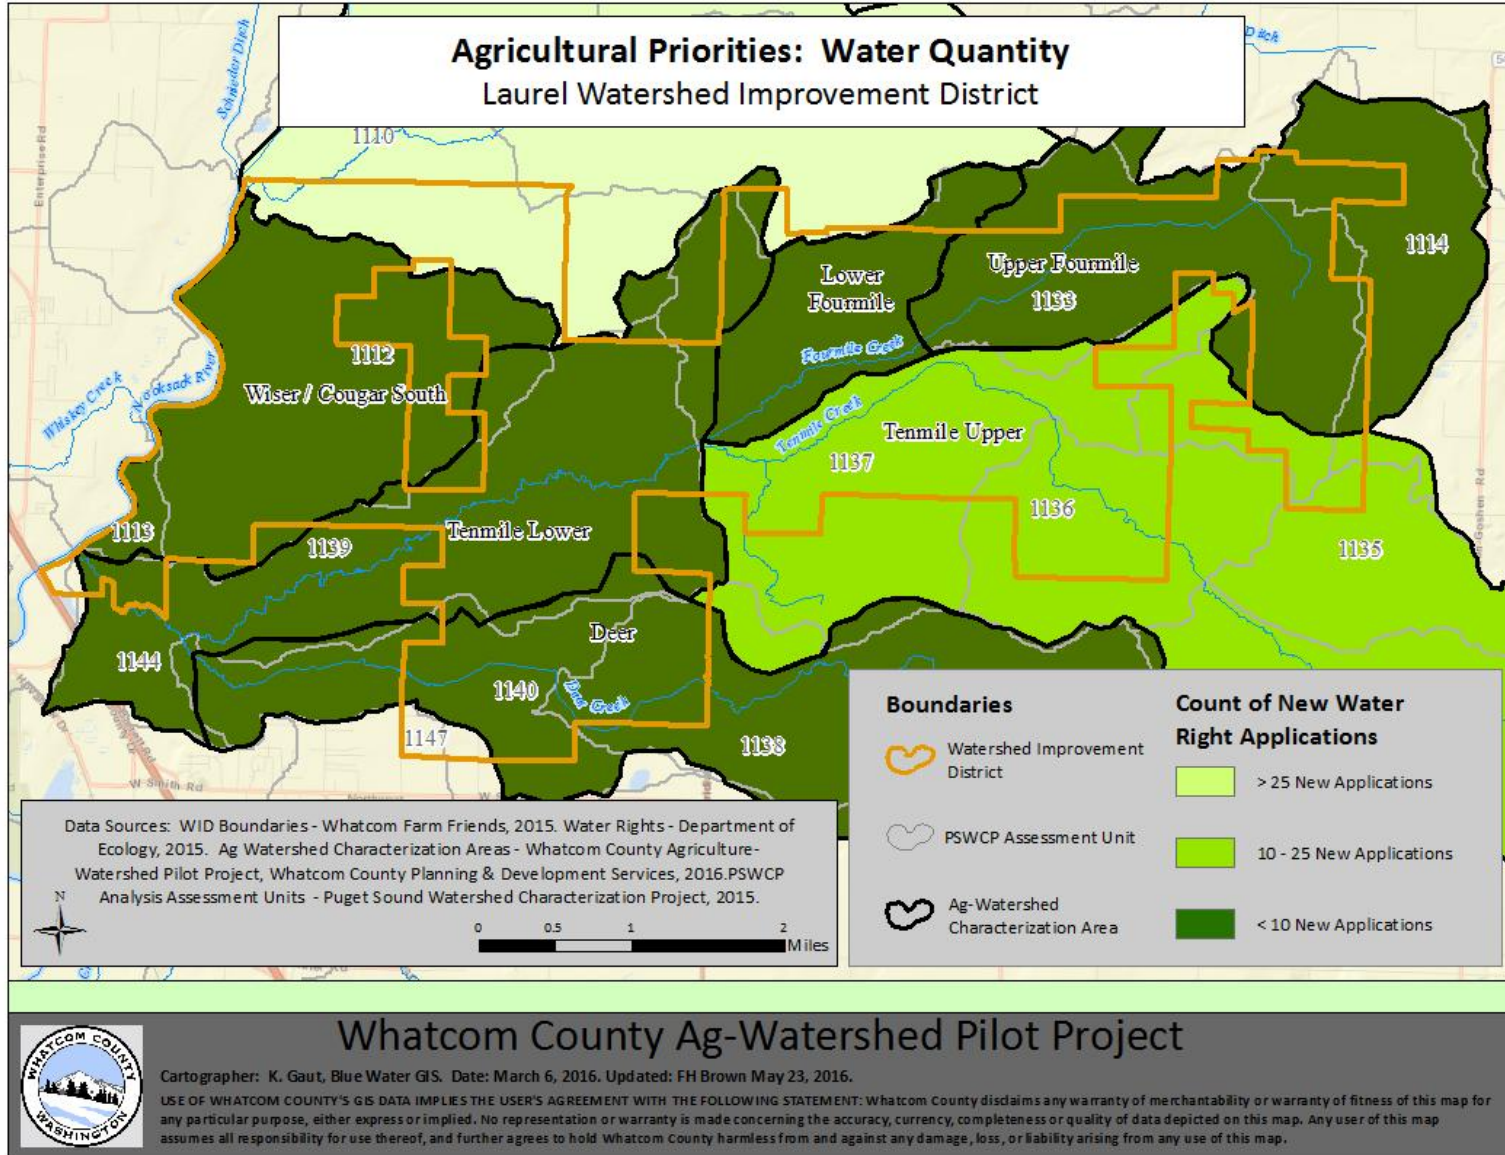 Agricultural Priorities: Water Quantity
Laurel Watershed Improvement District
Schnieder Ditch
Ditch
Enterprise Rd
1110
1114
Upper Fourmile
Lower
Fourmile
1133
1112
Fourmile Creek
Wiser / Cougar South
Nooksack River
Whiskey Creek
Tenmile Creek
Tenmile Upper
1137
1136
1113
Tenmile Lower
1139
1135
Goshen Rd
Deer
1144
1140
Deer Creek
1147
1138
W Smith Rd
Northwest
Boundaries
Watershed Improvement
District
PSWCP Assessment Unit
Ag-Watershed
Characterization Area
Count of New Water
Right Applications
> 25 New Applications
10 - 25 New Applications
< 10 New Applications
Data Sources: WID Boundaries - Whatcom Farm Friends, 2015. Water Rights - Department of
Ecology, 2015. Ag Watershed Characterization Areas - Whatcom County Agriculture-
Watershed Pilot Project, Whatcom County Planning & Development Services, 2016.PSWCP
Analysis Assessment Units - Puget Sound Watershed Characterization Project, 2015.
N
0 0.5 1 2
Miles
Whatcom County Ag-Watershed Pilot Project
WHATCOM COUNTY
WASHINGTON
Cartographer: K. Gaut, Blue Water GIS. Date: March 6, 2016. Updated: FH Brown May 23, 2016.
USE OF WHATCOM COUNTY'S GIS DATA IMPLIES THE USER'S AGREEMENT WITH THE FOLLOWING STATEMENT: Whatcom County disclaims any warranty of merchantability or warranty of fitness of this map for
any particular purpose, either express or implied. No representation or warranty is made concerning the accuracy, currency, completeness or quality of data depicted on this map. Any user of this map
assumes all responsibility for use thereof, and further agrees to hold Whatcom County harmless from and against any damage, loss, or liability arising from any use of this map.